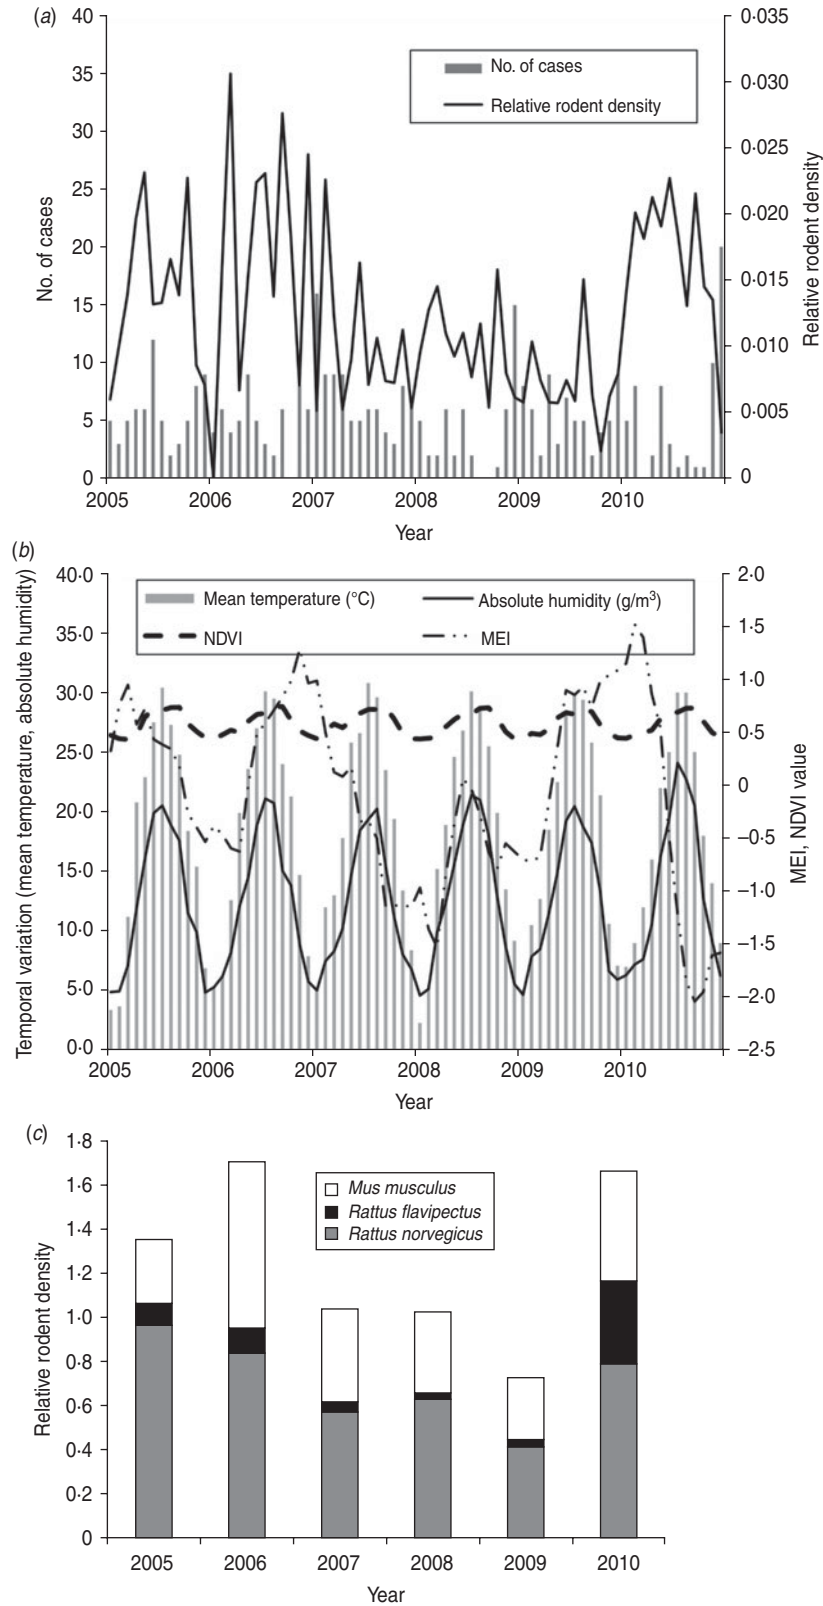 (a)
40
35
30
25
20
15
10
5
0
No. of cases
0·035
0·030
0·025
0·020
0·015
0·010
0·005
0
Relative rodent density
No. of cases
Relative rodent density
2005 2006 2007 2008 2009 2010
Year
(b)
40·0
35·0
30·0
25·0
20·0
15·0
10·0
5·0
0·0
Temporal variation (mean temperature, absolute humidity)
2·0
1·5
1·0
0·5
0
−0·5
−1·0
−1·5
−2·0
−2·5
MEI, NDVI value
Mean temperature (°C) Absolute humidity (g/m³)
NDVI MEI
2005 2006 2007 2008 2009 2010
Year
(c)
1·8
1·6
1·4
1·2
1·0
0·8
0·6
0·4
0·2
0
Relative rodent density
Mus musculus
Rattus flavipectus
Rattus norvegicus
2005 2006 2007 2008 2009 2010
Year